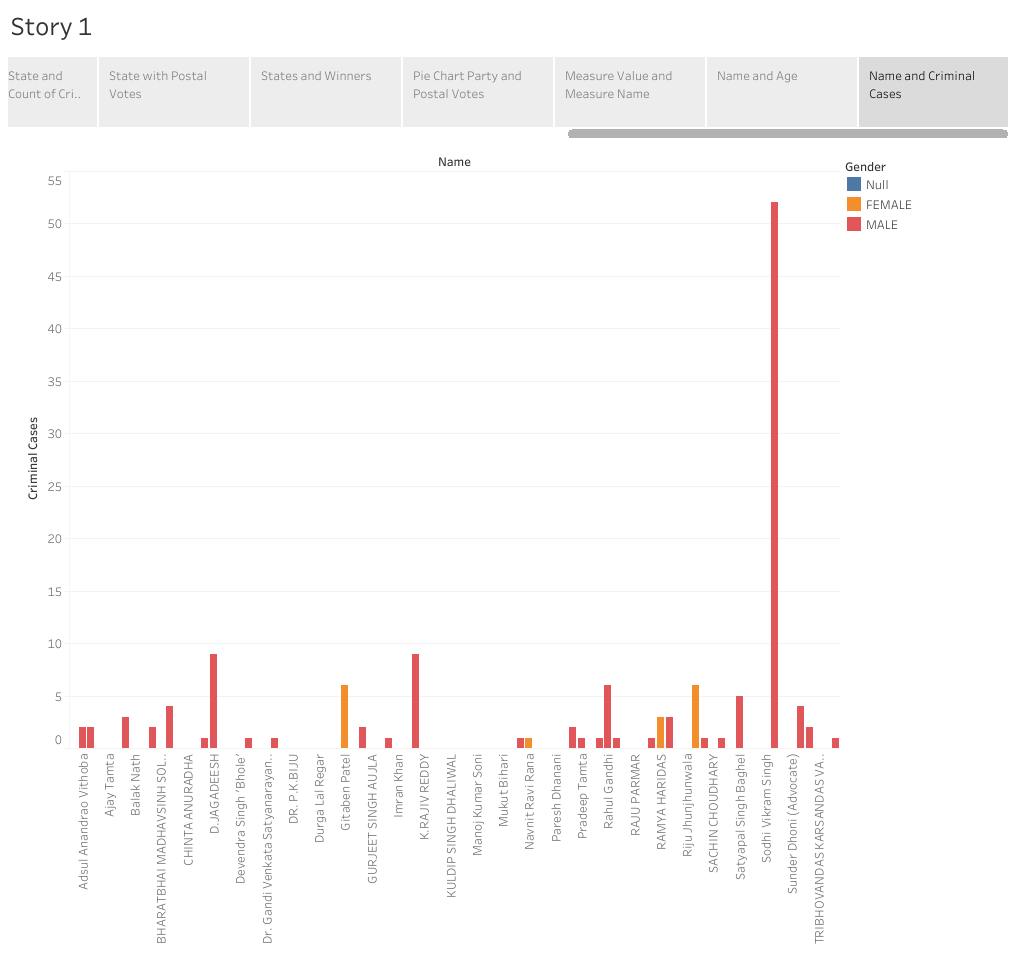 Story 1
State and
Count of Cri..
State with Postal
Votes
States and Winners
Pie Chart Party and
Postal Votes
Measure Value and
Measure Name
Name and Age
Name and Criminal
Cases
Name
Gender
Null
FEMALE
MALE
Criminal Cases
55
50
45
40
35
30
25
20
15
10
5
0
Adsul Anandrao Vithoba
Ajay Tamta
Balak Nath
BHARATBHAI MADHAVSINH SOL..
CHINTA ANURADHA
D.JAGADEESH
Devendra Singh 'Bhole'
Dr. Gandi Venkata Satyanarayan..
DR. P.K.BIJU
Durga Lal Regar
Gitaben Patel
GURJEET SINGH AUJLA
Imran Khan
K.RAJIV REDDY
KULDIP SINGH DHALIWAL
Manoj Kumar Soni
Mukut Bihari
Navnit Ravi Rana
Paresh Dhanani
Pradeep Tamta
Rahul Gandhi
RAJU PARMAR
RAMYA HARIDAS
Riju Jhunjhunwala
SACHIN CHOUDHARY
Satyapal Singh Baghel
Sodhi Vikram Singh
Sunder Dhoni (Advocate)
TRIBHOVANDAS KARSANDAS VA..